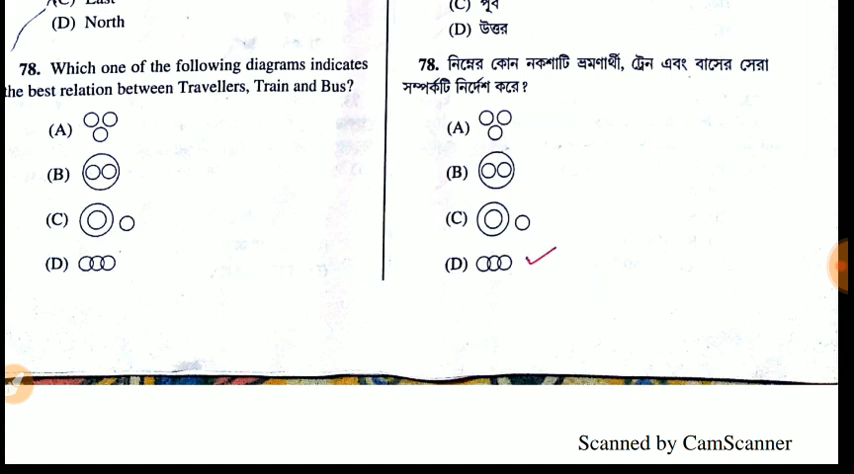 (D) North
78. Which one of the following diagrams indicates
the best relation between Travellers, Train and Bus?
(A)
(B)
(C)
(D)
(C) পূর্ব
(D) উত্তর
78. নিম্নের কোন নকশাটি ভ্রমণার্থী, ট্রেন এবং বাসের সেরা
সম্পর্কটি নির্দেশ করে?
(A)
(B)
(C)
(D)
Scanned by CamScanner